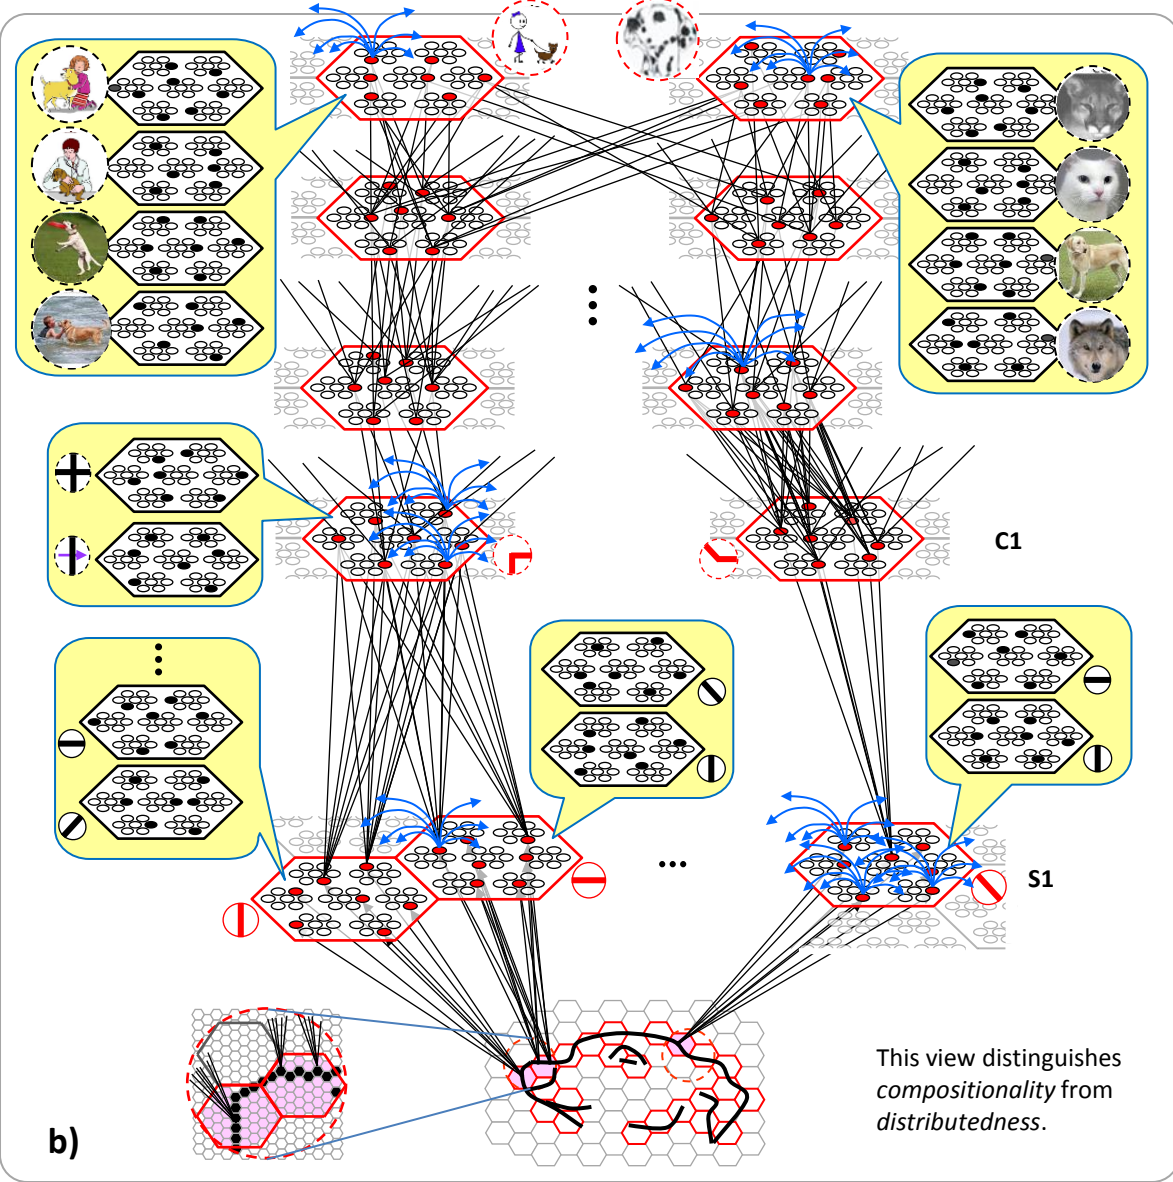 C1
S1
This view distinguishes
compositionality from
distributedness.
b)